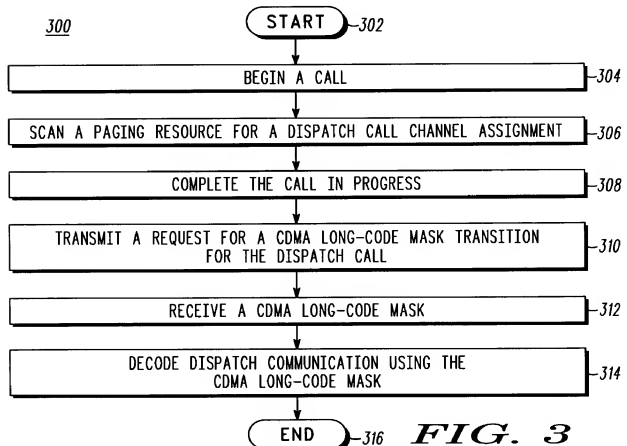 300
START
302
BEGIN A CALL
304
SCAN A PAGING RESOURCE FOR A DISPATCH CALL CHANNEL ASSIGNMENT
306
COMPLETE THE CALL IN PROGRESS
308
TRANSMIT A REQUEST FOR A CDMA LONG-CODE MASK TRANSITION
FOR THE DISPATCH CALL
310
RECEIVE A CDMA LONG-CODE MASK
312
DECODE DISPATCH COMMUNICATION USING THE
CDMA LONG-CODE MASK
314
END
316
FIG. 3